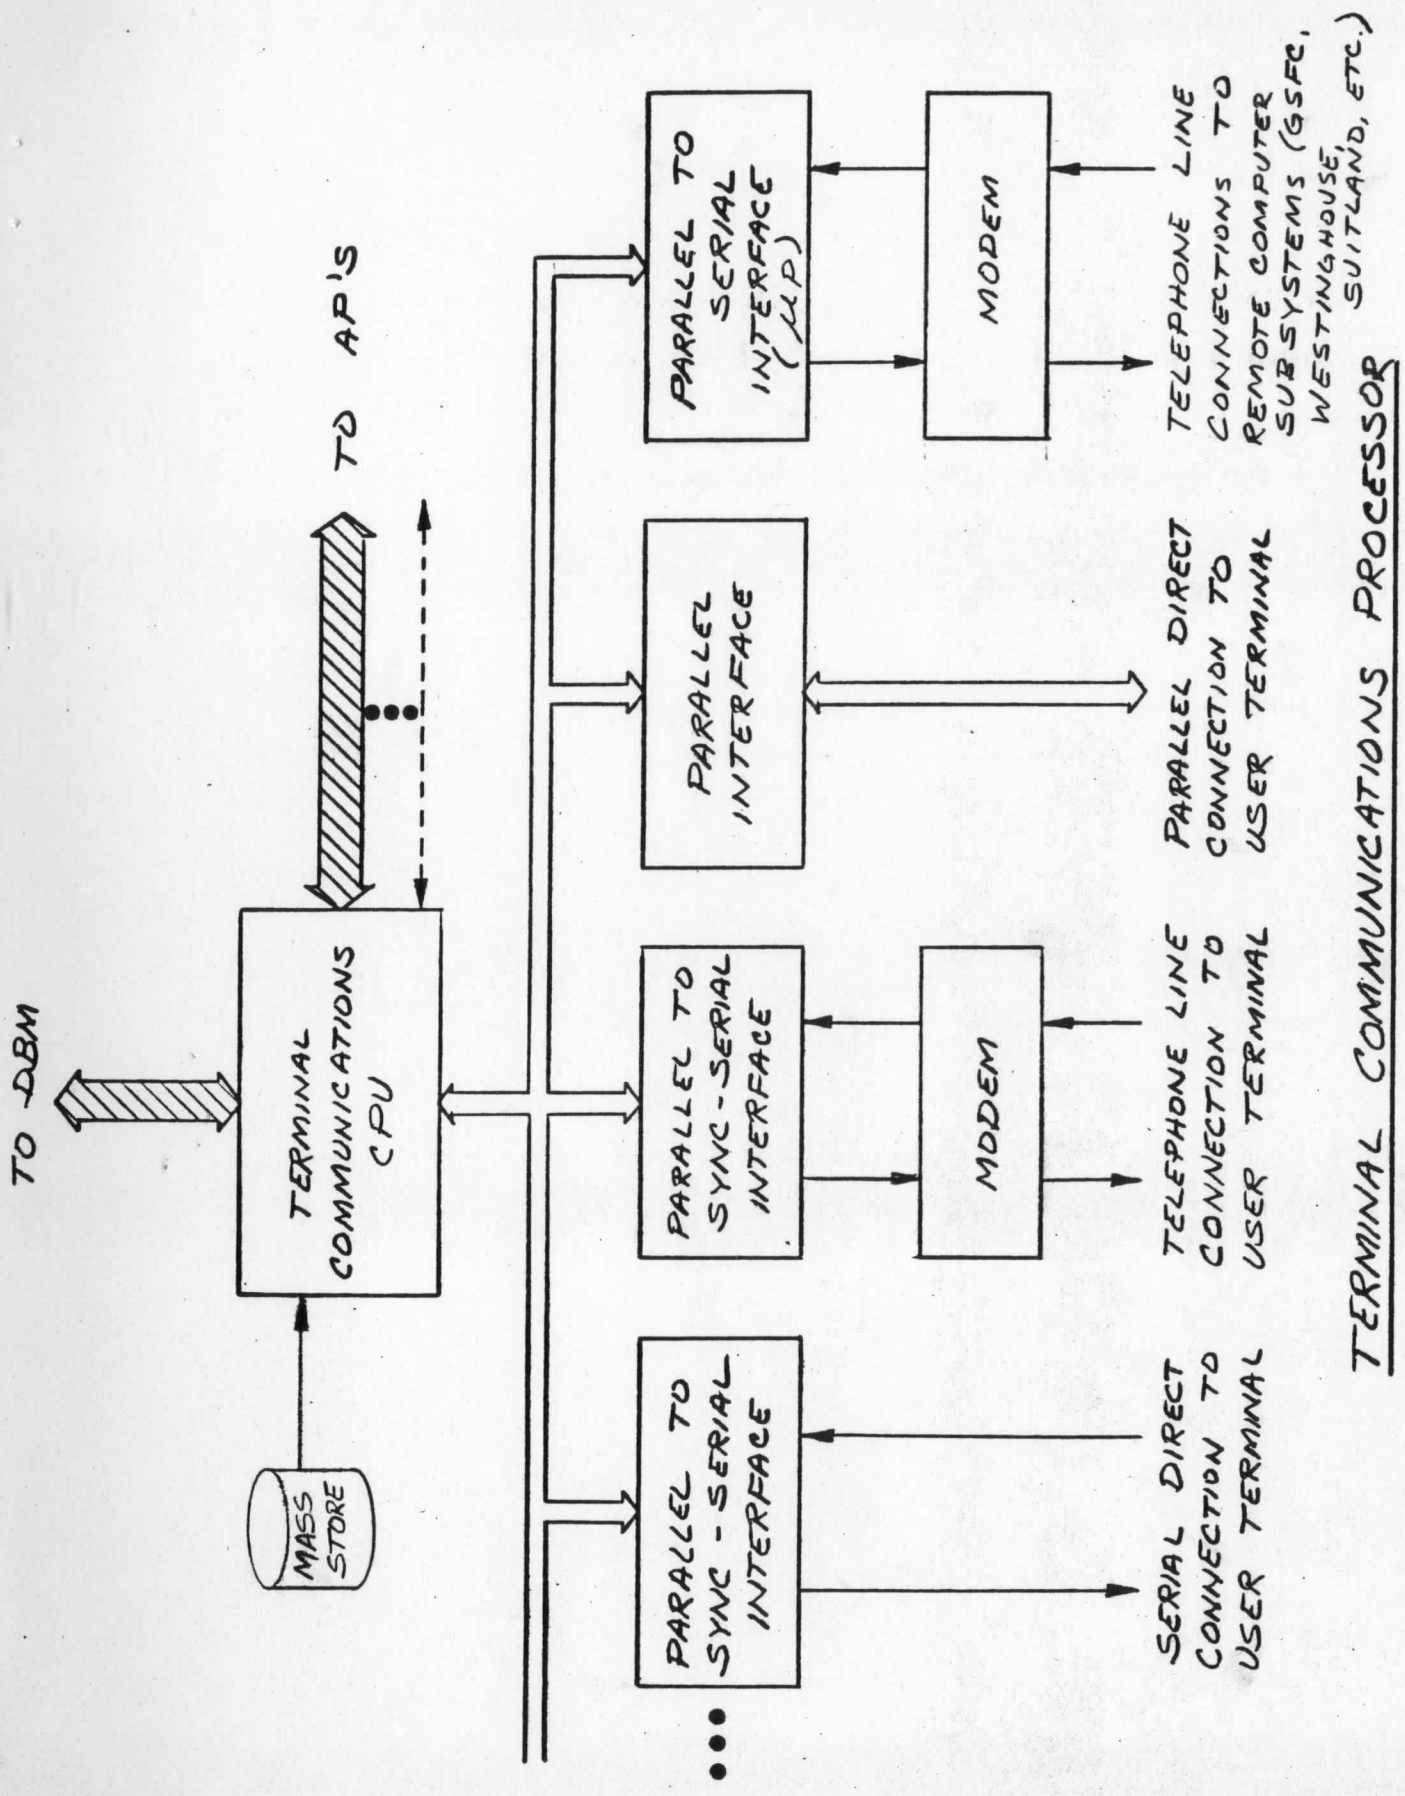 TO DBM
TO AP'S
MASS
STORE
TERMINAL
COMMUNICATIONS
CPU
PARALLEL TO
SYNC-SERIAL
INTERFACE
PARALLEL TO
SYNC-SERIAL
INTERFACE
PARALLEL
INTERFACE
PARALLEL TO
SERIAL
INTERFACE
(μP)
MODEM
MODEM
SERIAL DIRECT
CONNECTION TO
USER TERMINAL
TELEPHONE LINE
CONNECTION TO
USER TERMINAL
PARALLEL DIRECT
CONNECTION TO
USER TERMINAL
TELEPHONE LINE
CONNECTIONS TO
REMOTE COMPUTER
SUBSYSTEMS (GSFC,
WESTINGHOUSE,
SUITLAND, ETC.)
TERMINAL COMMUNICATIONS PROCESSOR